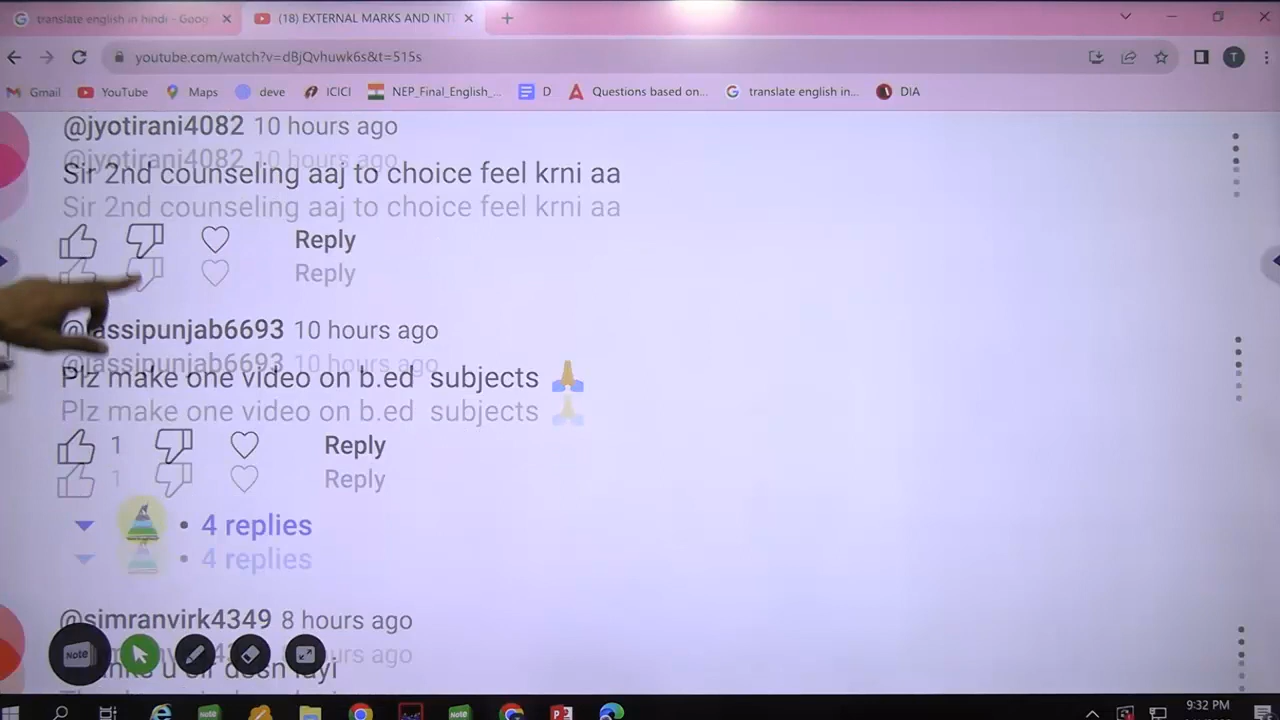 translate english in hindi - Goog
(18) EXTERNAL MARKS AND INT
youtube.com/watch?v=dBjQvhuwk6s&t=515s
T
Gmail YouTube Maps deve ICICI NEP_Final_English_... D Questions based on... translate english in... DIA
@jyotirani4082 10 hours ago
Sir 2nd counseling aaj to choice feel krni aa
Reply
@jassipunjab6693 10 hours ago
Plz make one video on b.ed subjects 🙏
1 Reply
• 4 replies
@simranvirk4349 8 hours ago
Note
9:32 PM